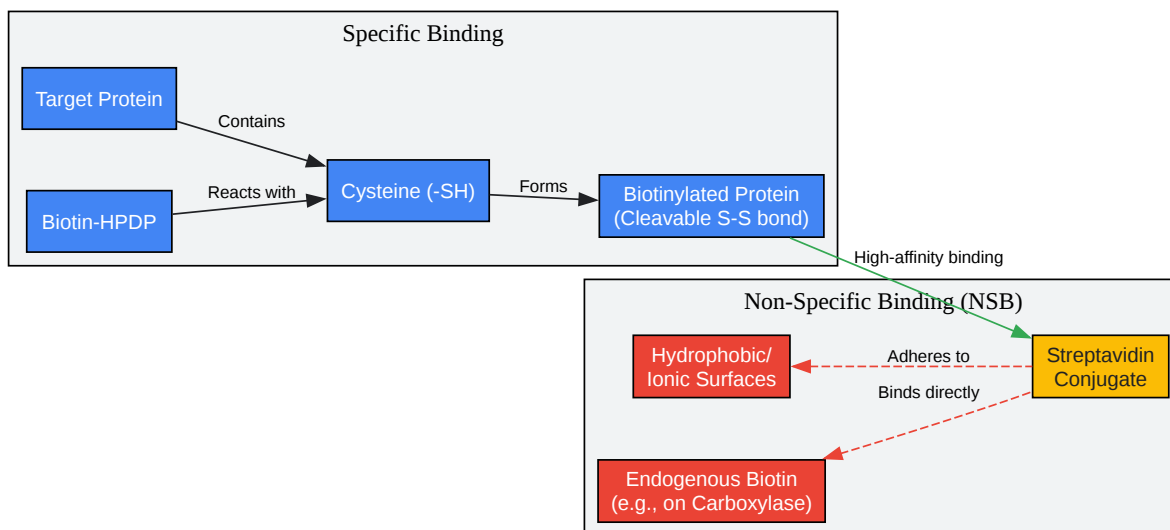 Specific Binding
Target Protein
Contains
Biotin-HPDP
Reacts with
Cysteine (-SH)
Forms
Biotinylated Protein
(Cleavable S-S bond)
High-affinity binding
Non-Specific Binding (NSB)
Hydrophobic/
Ionic Surfaces
Adheres to
Streptavidin
Conjugate
Binds directly
Endogenous Biotin
(e.g., on Carboxylase)